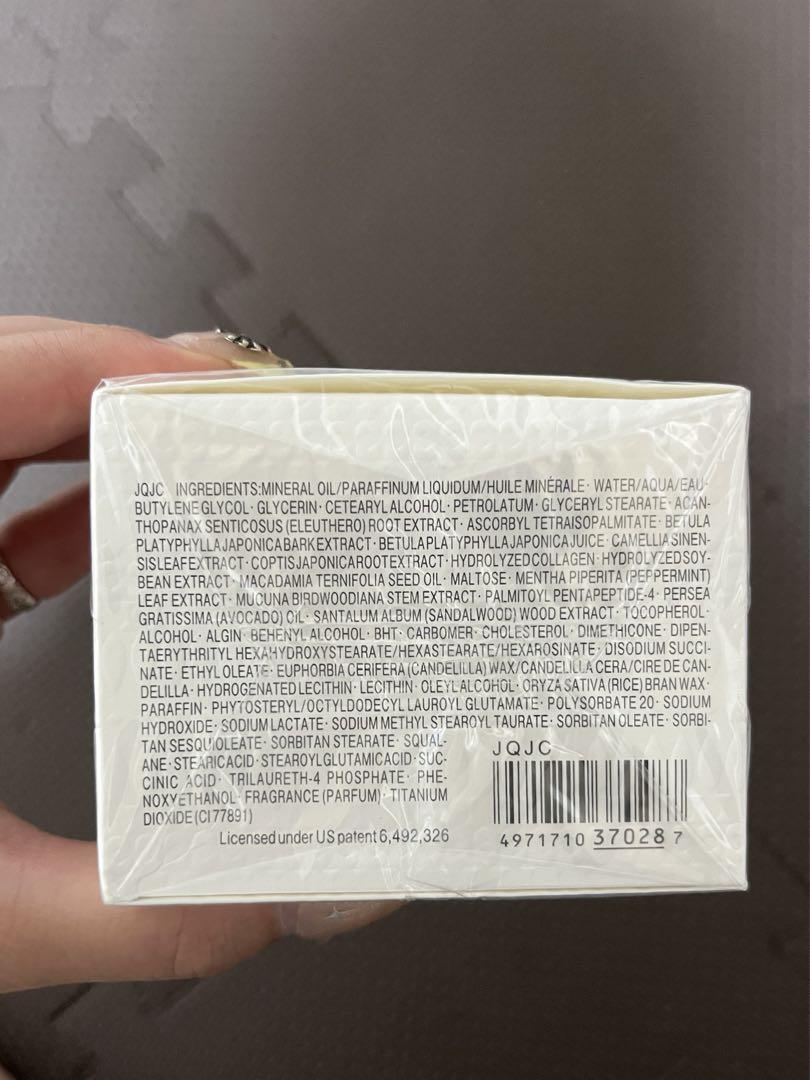 JQJC INGREDIENTS:MINERAL OIL/PARAFFINUM LIQUIDUM/HUILE MINÉRALE· WATER/AQUA/EAU·
BUTYLENE GLYCOL· GLYCERIN· CETEARYL ALCOHOL· PETROLATUM· GLYCERYL STEARATE· ACAN-
THOPANAX SENTICOSUS (ELEUTHERO) ROOT EXTRACT· ASCORBYL TETRAISOPALMITATE· BETULA
PLATYPHYLLA JAPONICA BARK EXTRACT· BETULA PLATYPHYLLA JAPONICA JUICE· CAMELLIA SINEN-
SIS LEAF EXTRACT· COPTIS JAPONICA ROOT EXTRACT· HYDROLYZED COLLAGEN· HYDROLYZED SOY-
BEAN EXTRACT· MACADAMIA TERNIFOLIA SEED OIL· MALTOSE· MENTHA PIPERITA (PEPPERMINT)
LEAF EXTRACT· MUCUNA BIRDWOODIANA STEM EXTRACT· PALMITOYL PENTAPEPTIDE-4· PERSEA
GRATISSIMA (AVOCADO) OIL· SANTALUM ALBUM (SANDALWOOD) WOOD EXTRACT· TOCOPHEROL·
ALCOHOL· ALGIN· BEHENYL ALCOHOL· BHT· CARBOMER· CHOLESTEROL· DIMETHICONE· DIPEN-
TAERYTHRITYL HEXAHYDROXYSTEARATE/HEXASTEARATE/HEXAROSINATE· DISODIUM SUCCI-
NATE· ETHYL OLEATE· EUPHORBIA CERIFERA (CANDELILLA) WAX/CANDELILLA CERA/CIRE DE CAN-
DELILLA· HYDROGENATED LECITHIN· LECITHIN· OLEYL ALCOHOL· ORYZA SATIVA (RICE) BRAN WAX·
PARAFFIN· PHYTOSTERYL/OCTYLDODECYL LAUROYL GLUTAMATE· POLYSORBATE 20· SODIUM
HYDROXIDE· SODIUM LACTATE· SODIUM METHYL STEAROYL TAURATE· SORBITAN OLEATE· SORBI-
TAN SESQUIOLEATE· SORBITAN STEARATE· SQUAL-
ANE· STEARIC ACID· STEAROYL GLUTAMIC ACID· SUC-
CINIC ACID· TRILAURETH-4 PHOSPHATE· PHE-
NOXYETHANOL· FRAGRANCE (PARFUM)· TITANIUM
DIOXIDE (CI 77891)
Licensed under US patent 6,492,326
JQJC
4971710 37028 7